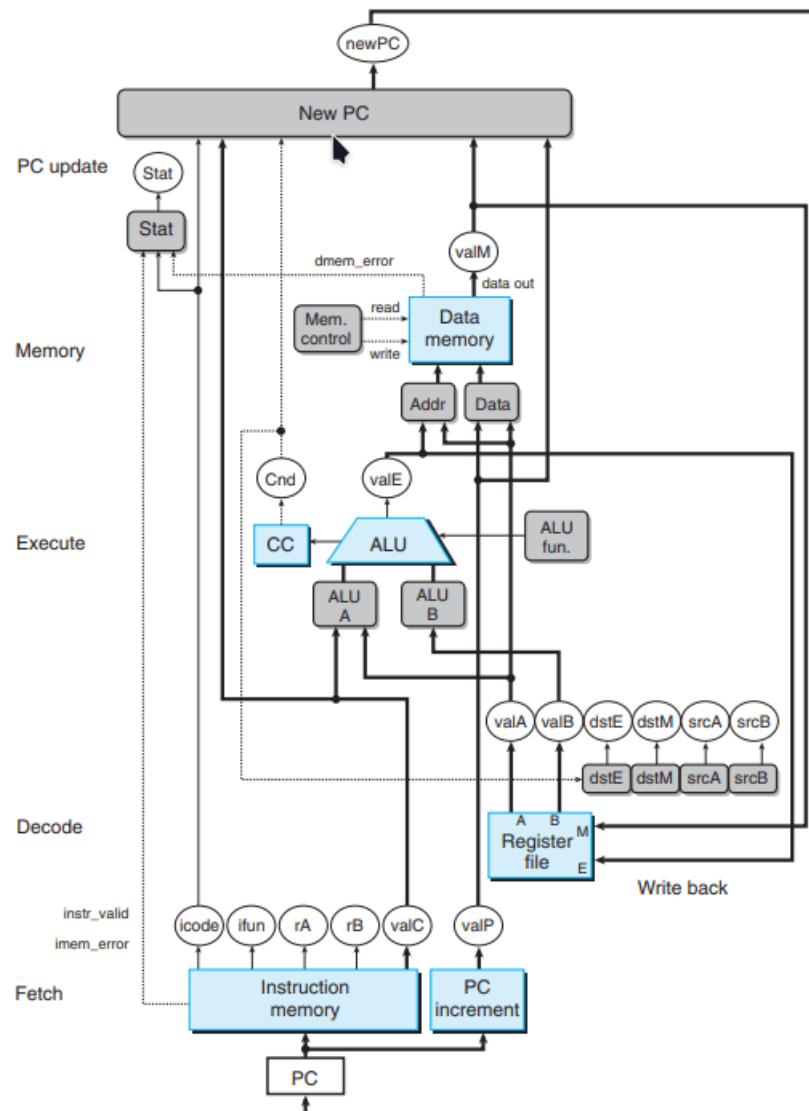 newPC
New PC
PC update
Stat
Stat
valM
dmem_error
data out
read
Mem.
control
Data
memory
write
Memory
Addr
Data
Cnd
valE
Execute
CC
ALU
ALU
fun.
ALU
A
ALU
B
valA
valB
dstE
dstM
srcA
srcB
dstE
dstM
srcA
srcB
Decode
A
B
M
Register
file
E
Write back
instr_valid
imem_error
icode
ifun
rA
rB
valC
valP
Fetch
Instruction
memory
PC
increment
PC